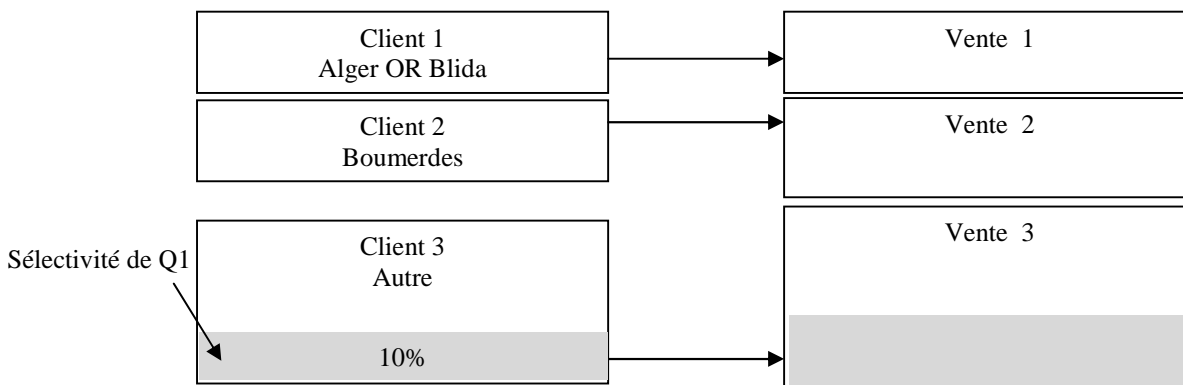 Client 1
Alger OR Blida
Vente 1
Client 2
Boumerdes
Vente 2
Client 3
Autre
Vente 3
Sélectivité de Q1
10%